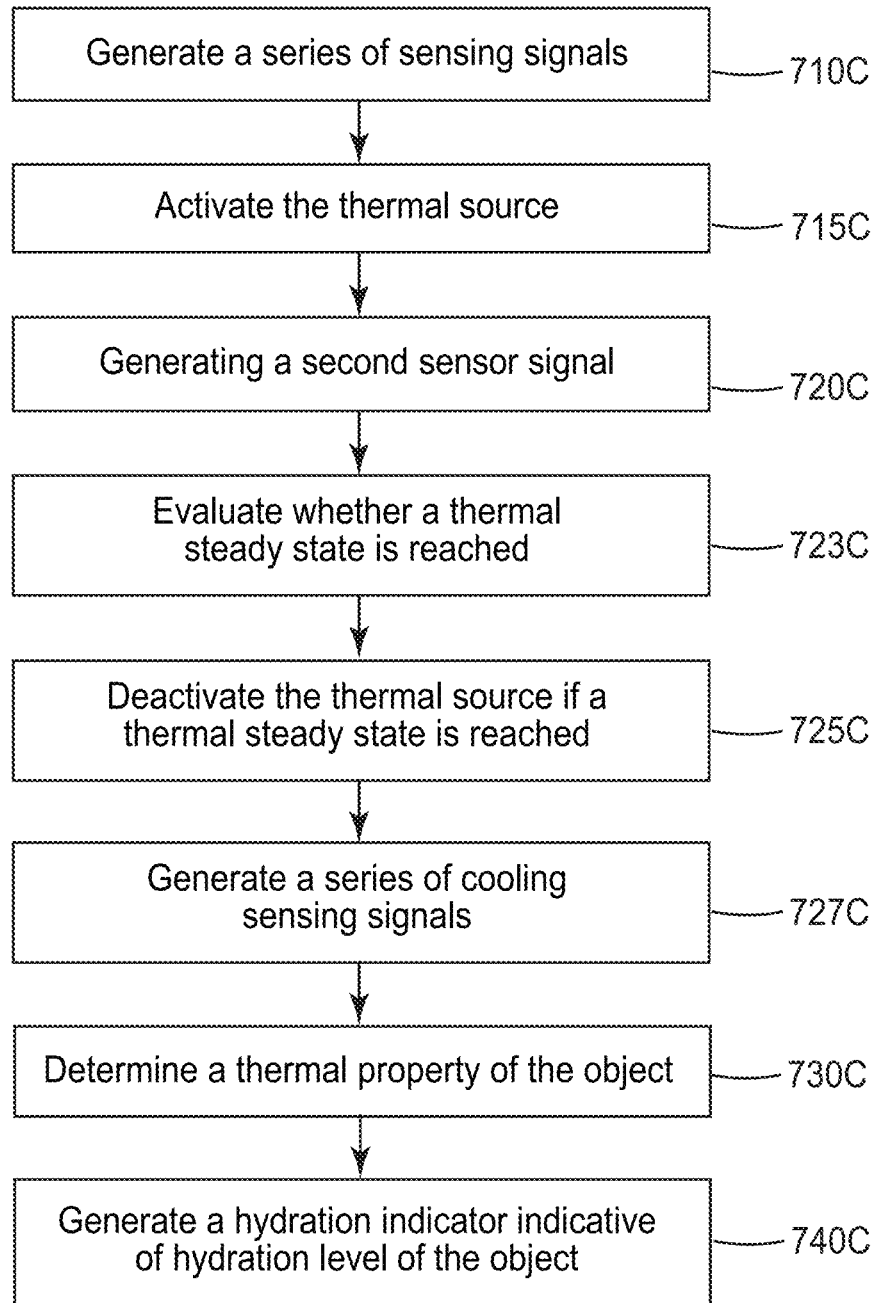 Generate a series of sensing signals
710C
Activate the thermal source
715C
Generating a second sensor signal
720C
Evaluate whether a thermal
steady state is reached
723C
Deactivate the thermal source if a
thermal steady state is reached
725C
Generate a series of cooling
sensing signals
727C
Determine a thermal property of the object
730C
Generate a hydration indicator indicative
of hydration level of the object
740C